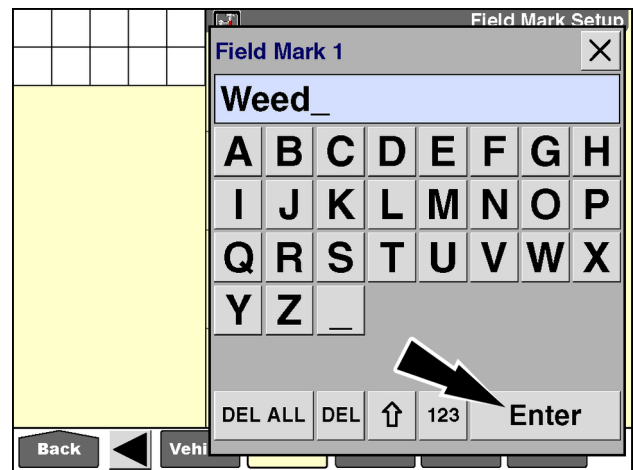 Field Mark Setup
Field Mark 1
Weed_
A B C D E F G H
I J K L M N O P
Q R S T U V W X
Y Z _
DEL ALL DEL ⇧ 123 Enter
Back Vehi